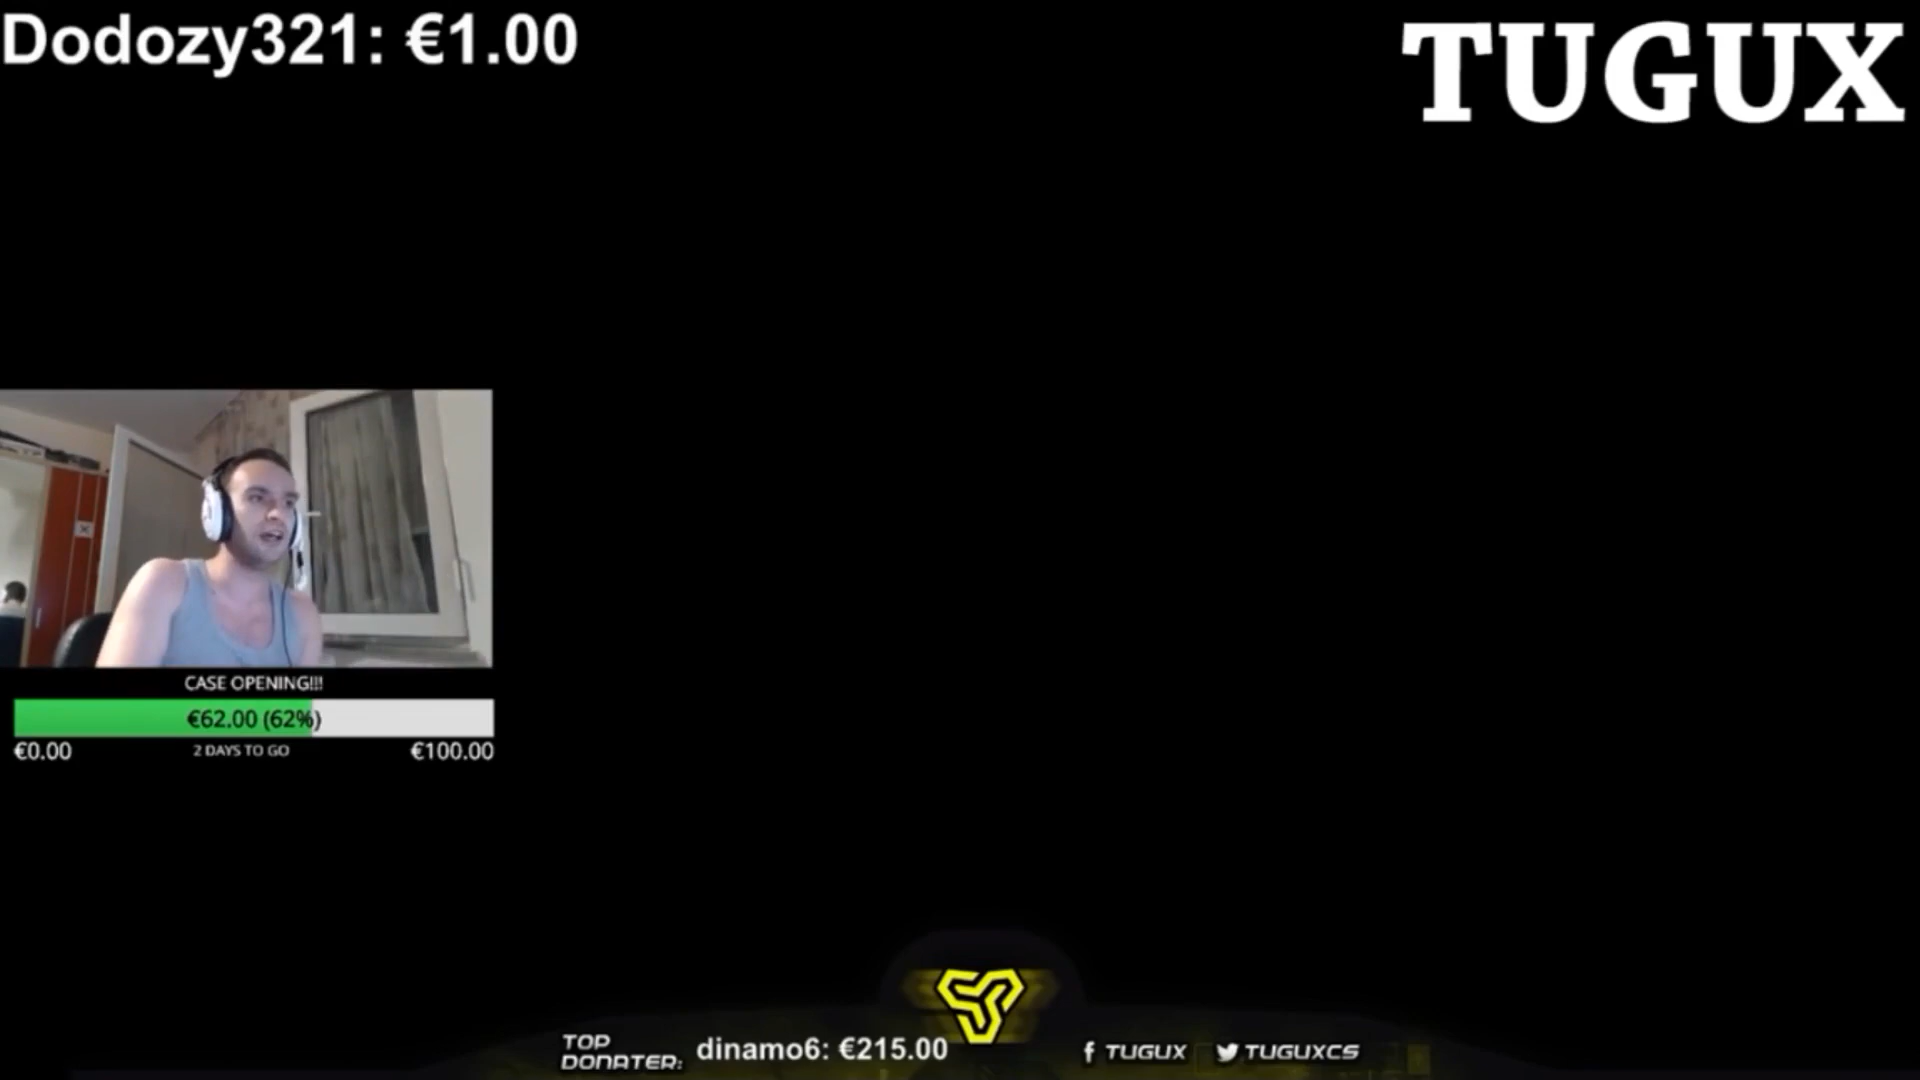 Dodozy321: €1.00
TUGUX
CASE OPENING!!!
€62.00 (62%)
€0.00 2 DAYS TO GO €100.00
TOP
DONATER: dinamo6: €215.00
TUGUX TUGUXCS